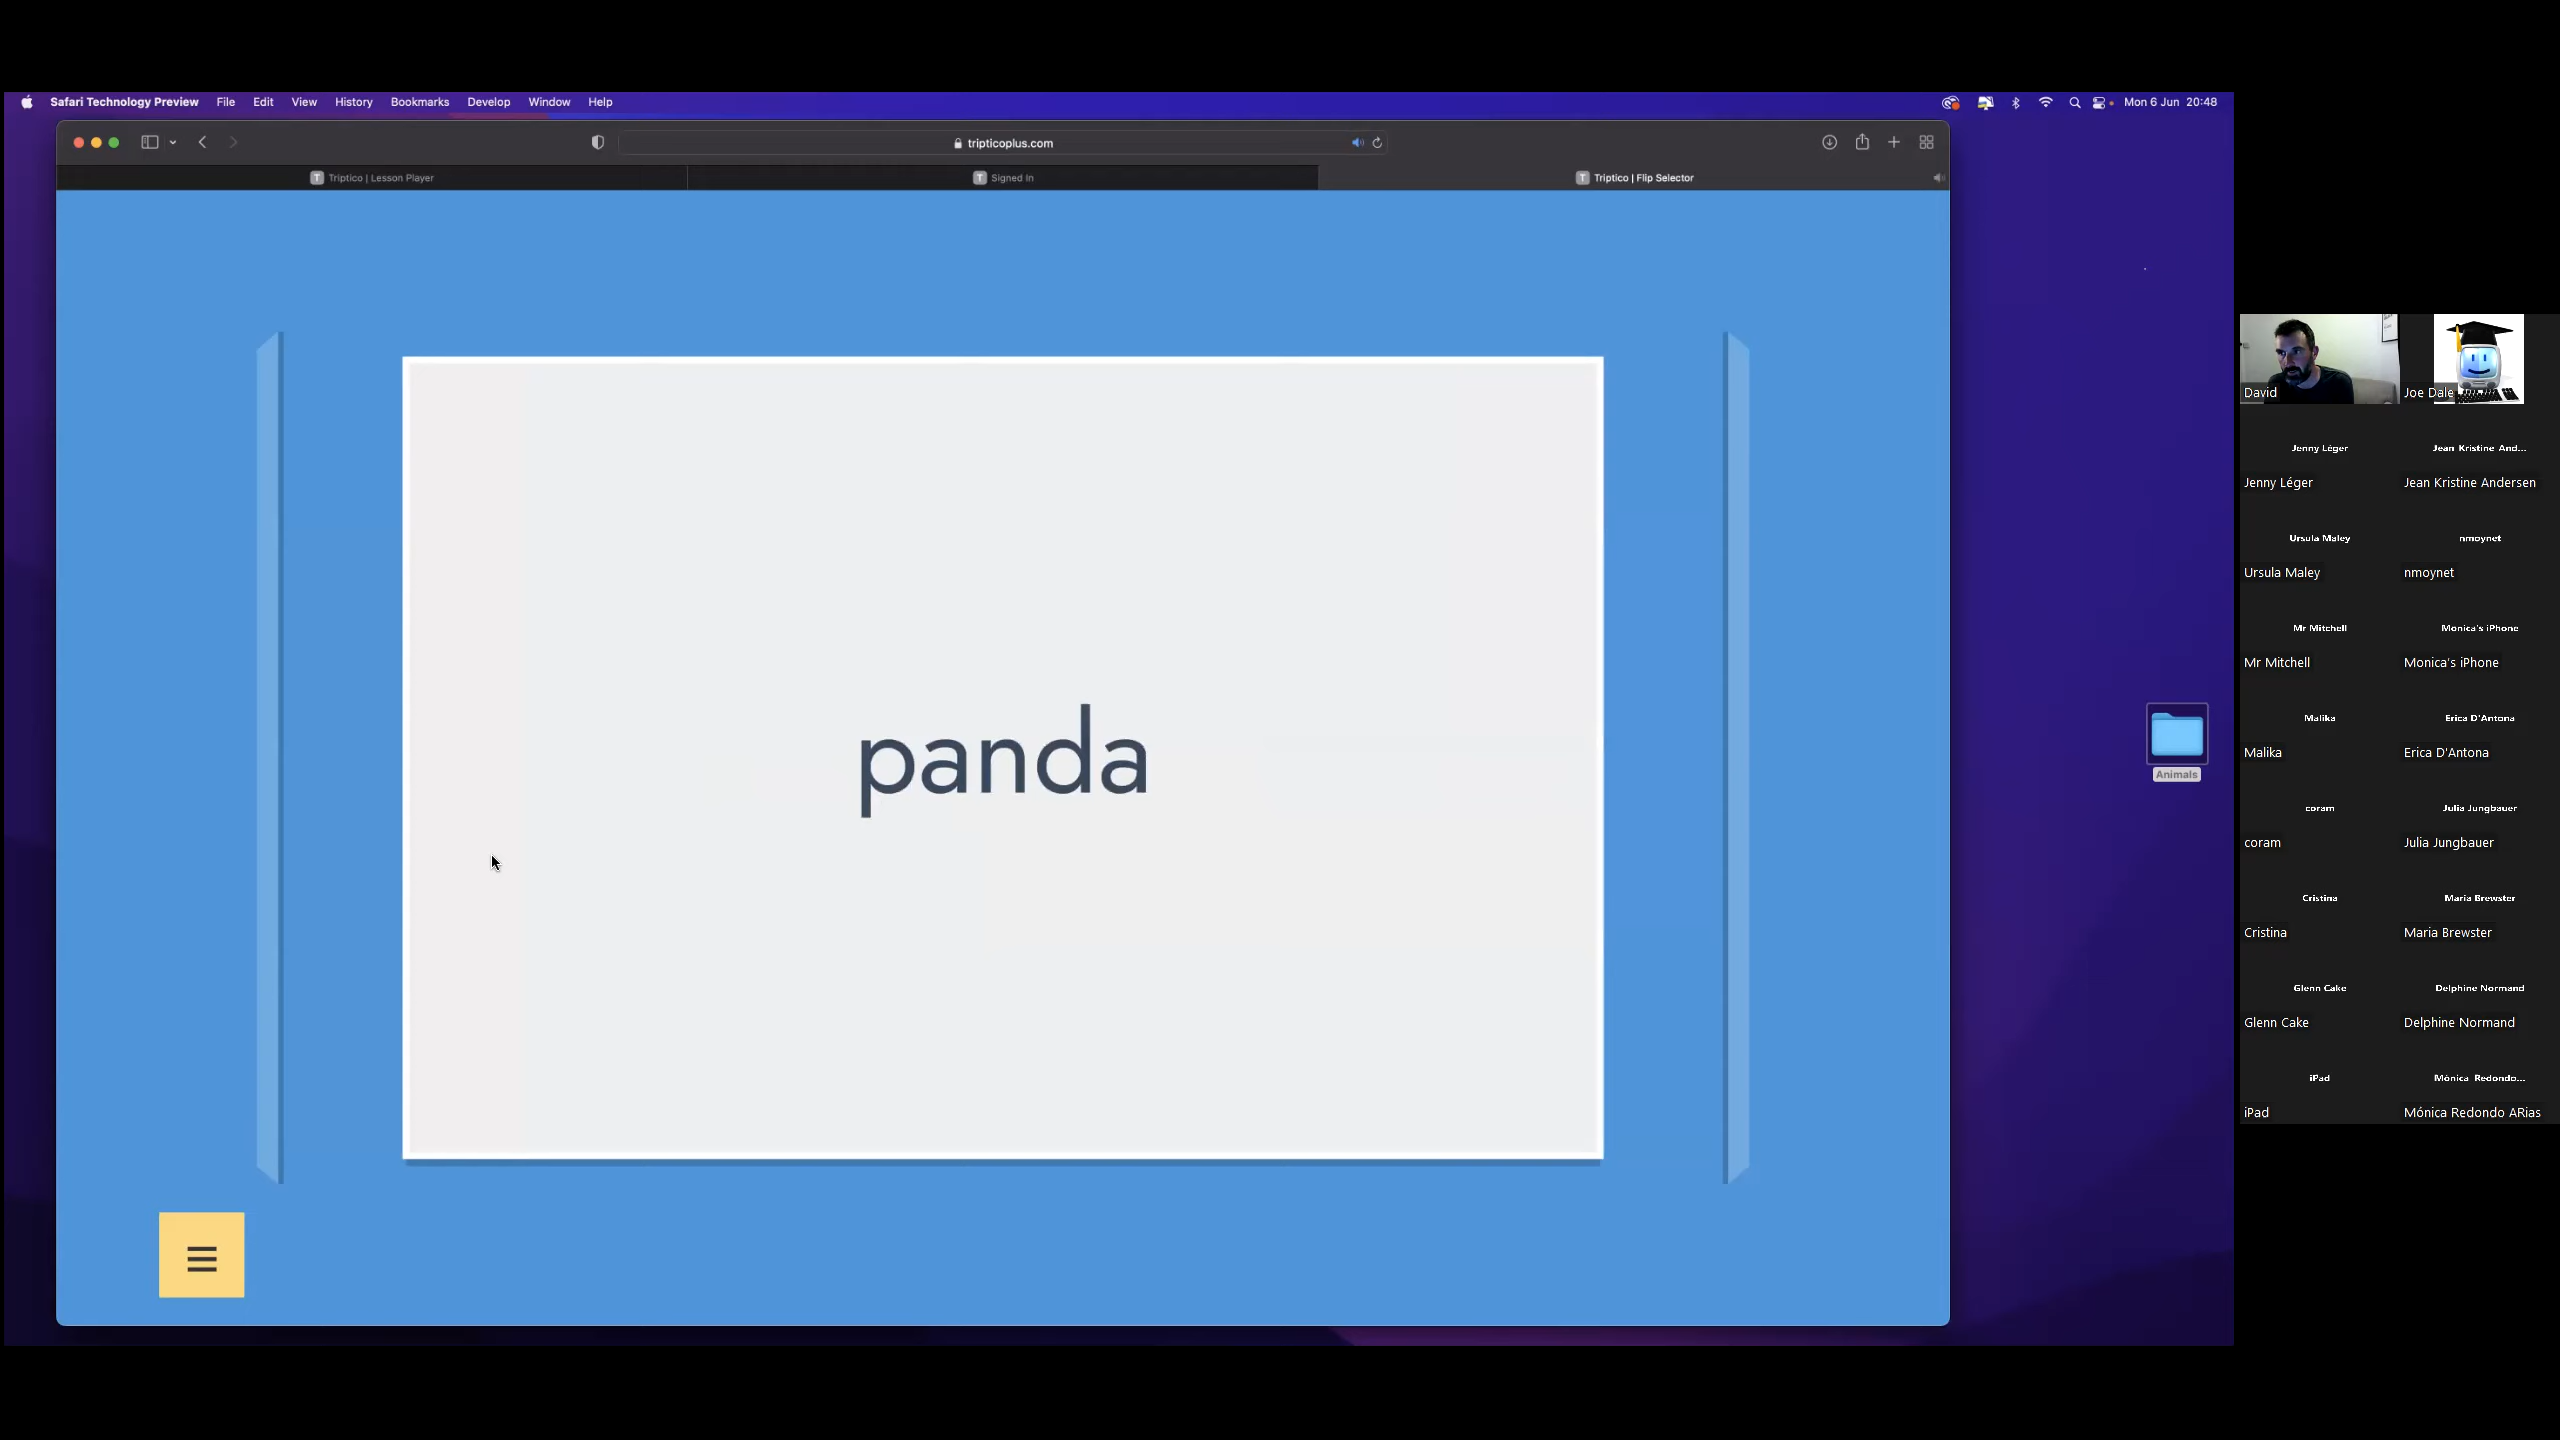 Safari Technology Preview File Edit View History Bookmarks Develop Window Help Mon 6 Jun 20:48
tripticoplus.com
Triptico | Lesson Player Signed In Triptico | Flip Selector
panda
Animals
David Joe Dale
Jenny Léger Jean Kristine And...
Jenny Léger Jean Kristine Andersen
Ursula Maley nmoynet
Ursula Maley nmoynet
Mr Mitchell Monica's iPhone
Mr Mitchell Monica's iPhone
Malika Erica D'Antona
Malika Erica D'Antona
coram Julia Jungbauer
coram Julia Jungbauer
Cristina Maria Brewster
Cristina Maria Brewster
Glenn Cake Delphine Normand
Glenn Cake Delphine Normand
iPad Mónica Redondo...
iPad Mónica Redondo ARias